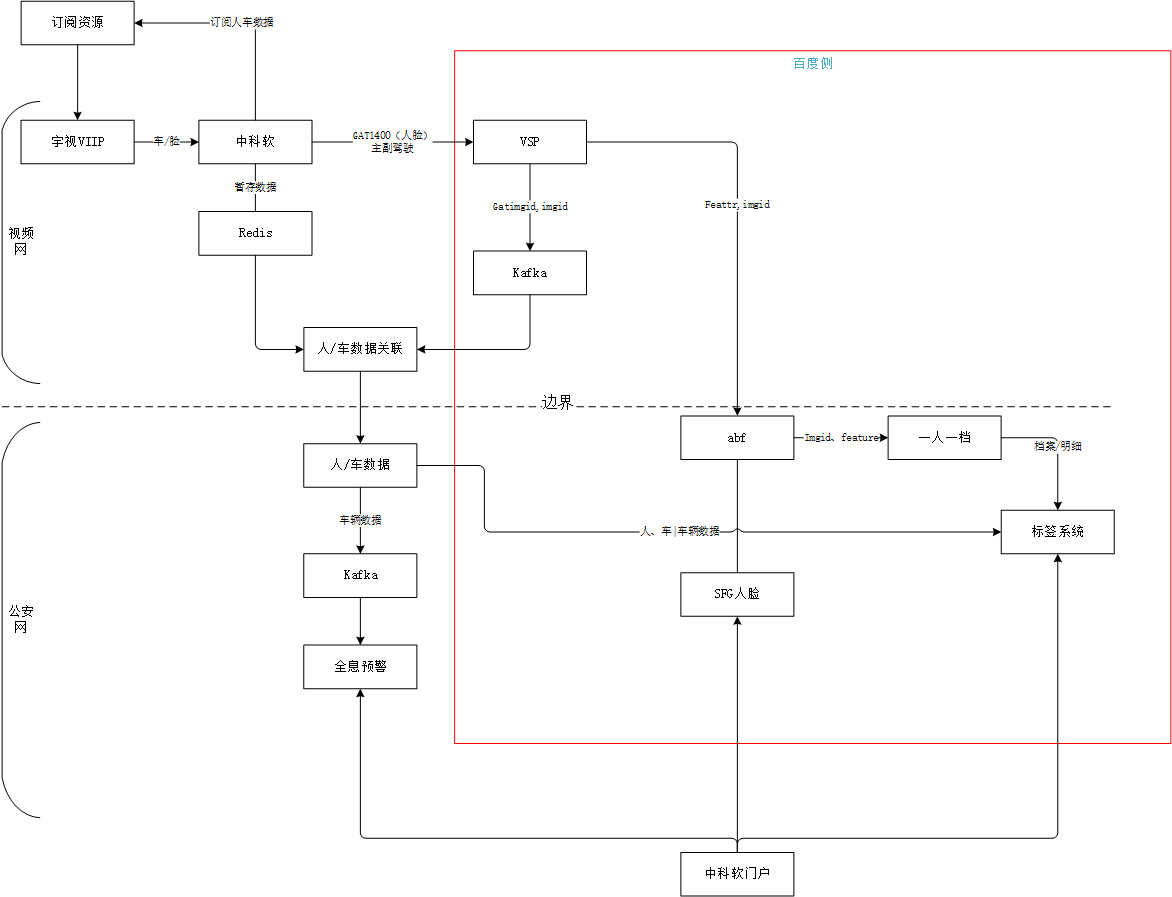 订阅资源
订阅人车数据
百度侧
宇视VIIP
车/脸
中科软
GAT1400（人脸）
主副驾驶
VSP
暂存数据
Gatimgid,imgid
Feattr,imgid
视频
网
Redis
Kafka
人/车数据关联
边界
人/车数据
abf
Imgid、feature
一人一档
档案/明细
车辆数据
人、车|车辆数据
标签系统
Kafka
SFG人脸
公安
网
全息预警
中科软门户